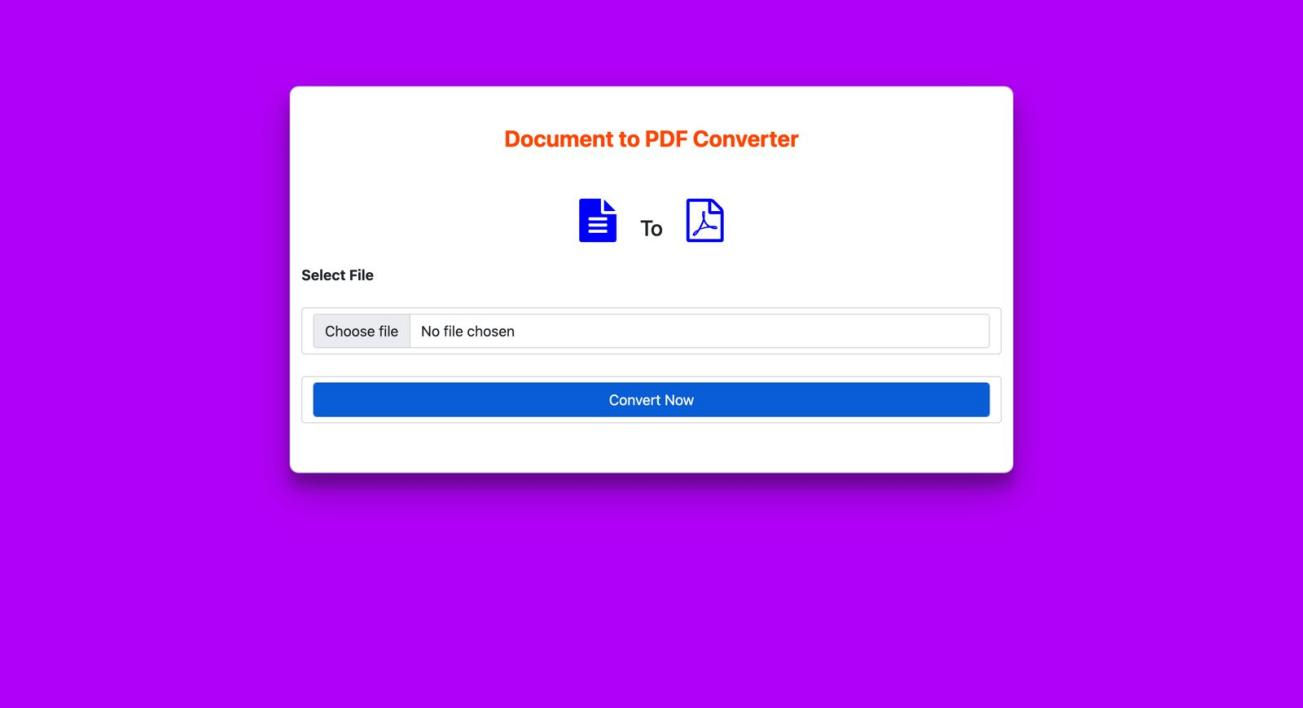 Document to PDF Converter
To
Select File
Choose file No file chosen
Convert Now